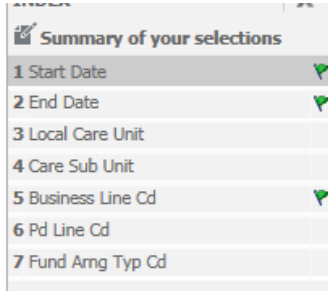 INDEX
Summary of your selections
1 Start Date
2 End Date
3 Local Care Unit
4 Care Sub Unit
5 Business Line Cd
6 Pd Line Cd
7 Fund Arng Typ Cd